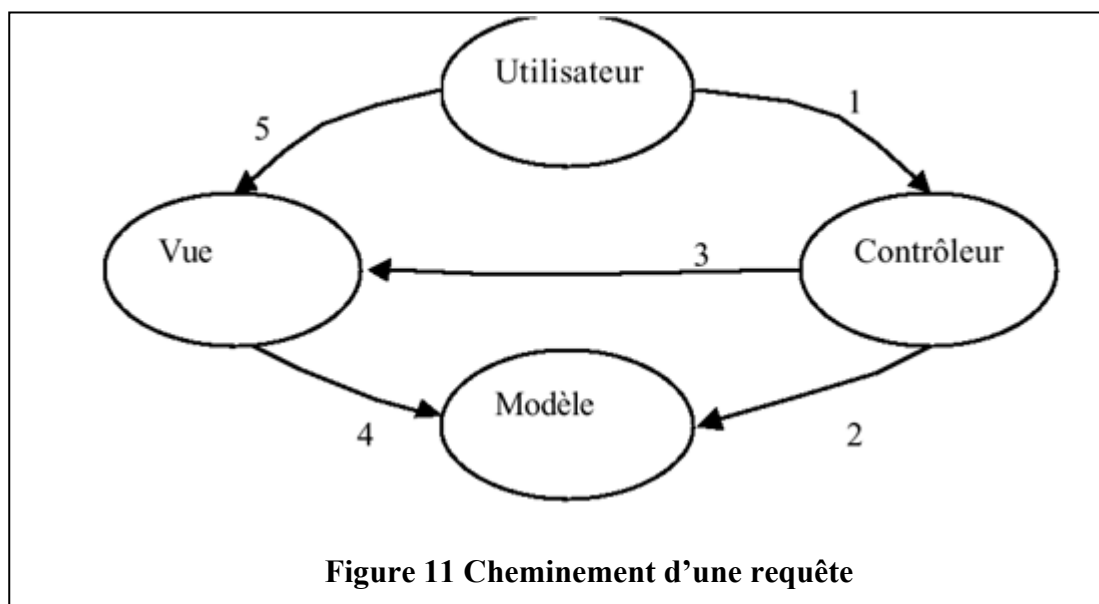 Utilisateur
1
5
Vue
3
Contrôleur
Modèle
4
2
Figure 11 Cheminement d’une requête